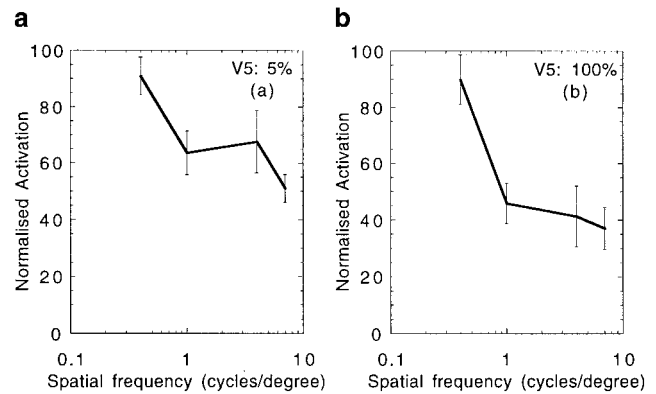 a
100
80
60
40
20
0
Normalised Activation
V5: 5%
(a)
0.1
1
10
Spatial frequency (cycles/degree)
b
100
80
60
40
20
0
Normalised Activation
V5: 100%
(b)
0.1
1
10
Spatial frequency (cycles/degree)